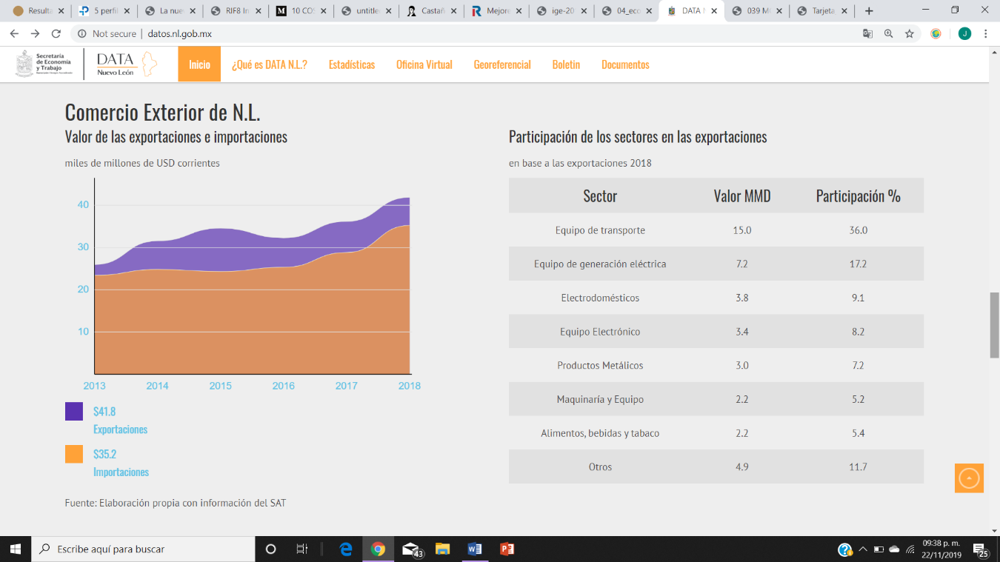 Resulta
5 perfil
La nue
RIF8 In
10 COS
untitle
Castañ
Mejore
ige-20
04_eco
DATA N
039 M
Tarjeta
Not secure | datos.nl.gob.mx
Secretaría
de Economía
y Trabajo
DATA
Nuevo León
Inicio
¿Qué es DATA N.L.?
Estadísticas
Oficina Virtual
Georeferencial
Boletin
Documentos
Comercio Exterior de N.L.
Valor de las exportaciones e importaciones
miles de millones de USD corrientes
40
30
20
10
2013 2014 2015 2016 2017 2018
$41.8
Exportaciones
$35.2
Importaciones
Fuente: Elaboración propia con información del SAT
Participación de los sectores en las exportaciones
en base a las exportaciones 2018
Sector Valor MMD Participación %
Equipo de transporte 15.0 36.0
Equipo de generación eléctrica 7.2 17.2
Electrodomésticos 3.8 9.1
Equipo Electrónico 3.4 8.2
Productos Metálicos 3.0 7.2
Maquinaría y Equipo 2.2 5.2
Alimentos, bebidas y tabaco 2.2 5.4
Otros 4.9 11.7
Escribe aquí para buscar
43
09:38 p. m.
22/11/2019
25